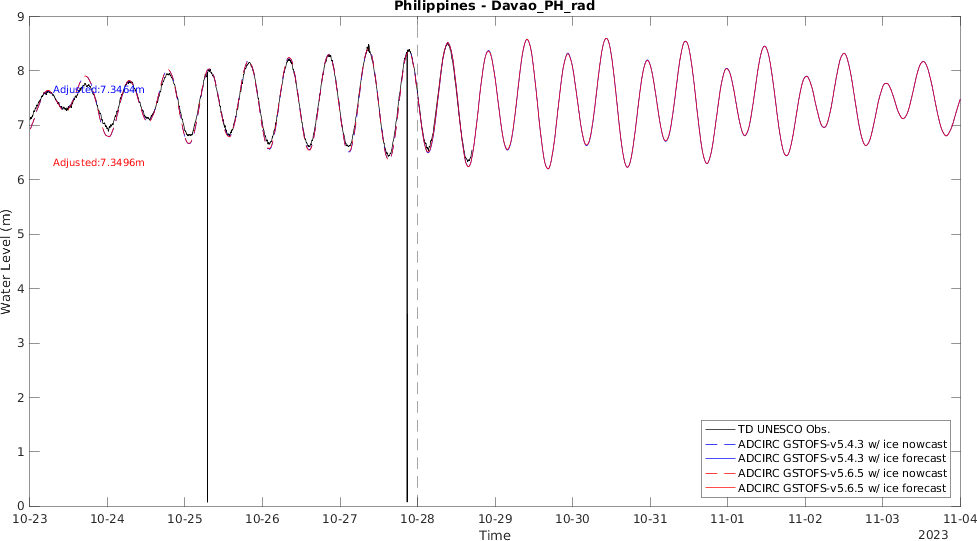 Philippines - Davao_PH_rad
9
8
7
6
5
4
3
2
1
0
Water Level (m)
Adjusted:7.3464m
Adjusted:7.3496m
TD UNESCO Obs.
ADCIRC GSTOFS-v5.4.3 w/ ice nowcast
ADCIRC GSTOFS-v5.4.3 w/ ice forecast
ADCIRC GSTOFS-v5.6.5 w/ ice nowcast
ADCIRC GSTOFS-v5.6.5 w/ ice forecast
10-23 10-24 10-25 10-26 10-27 10-28 10-29 10-30 10-31 11-01 11-02 11-03 11-04
Time
2023